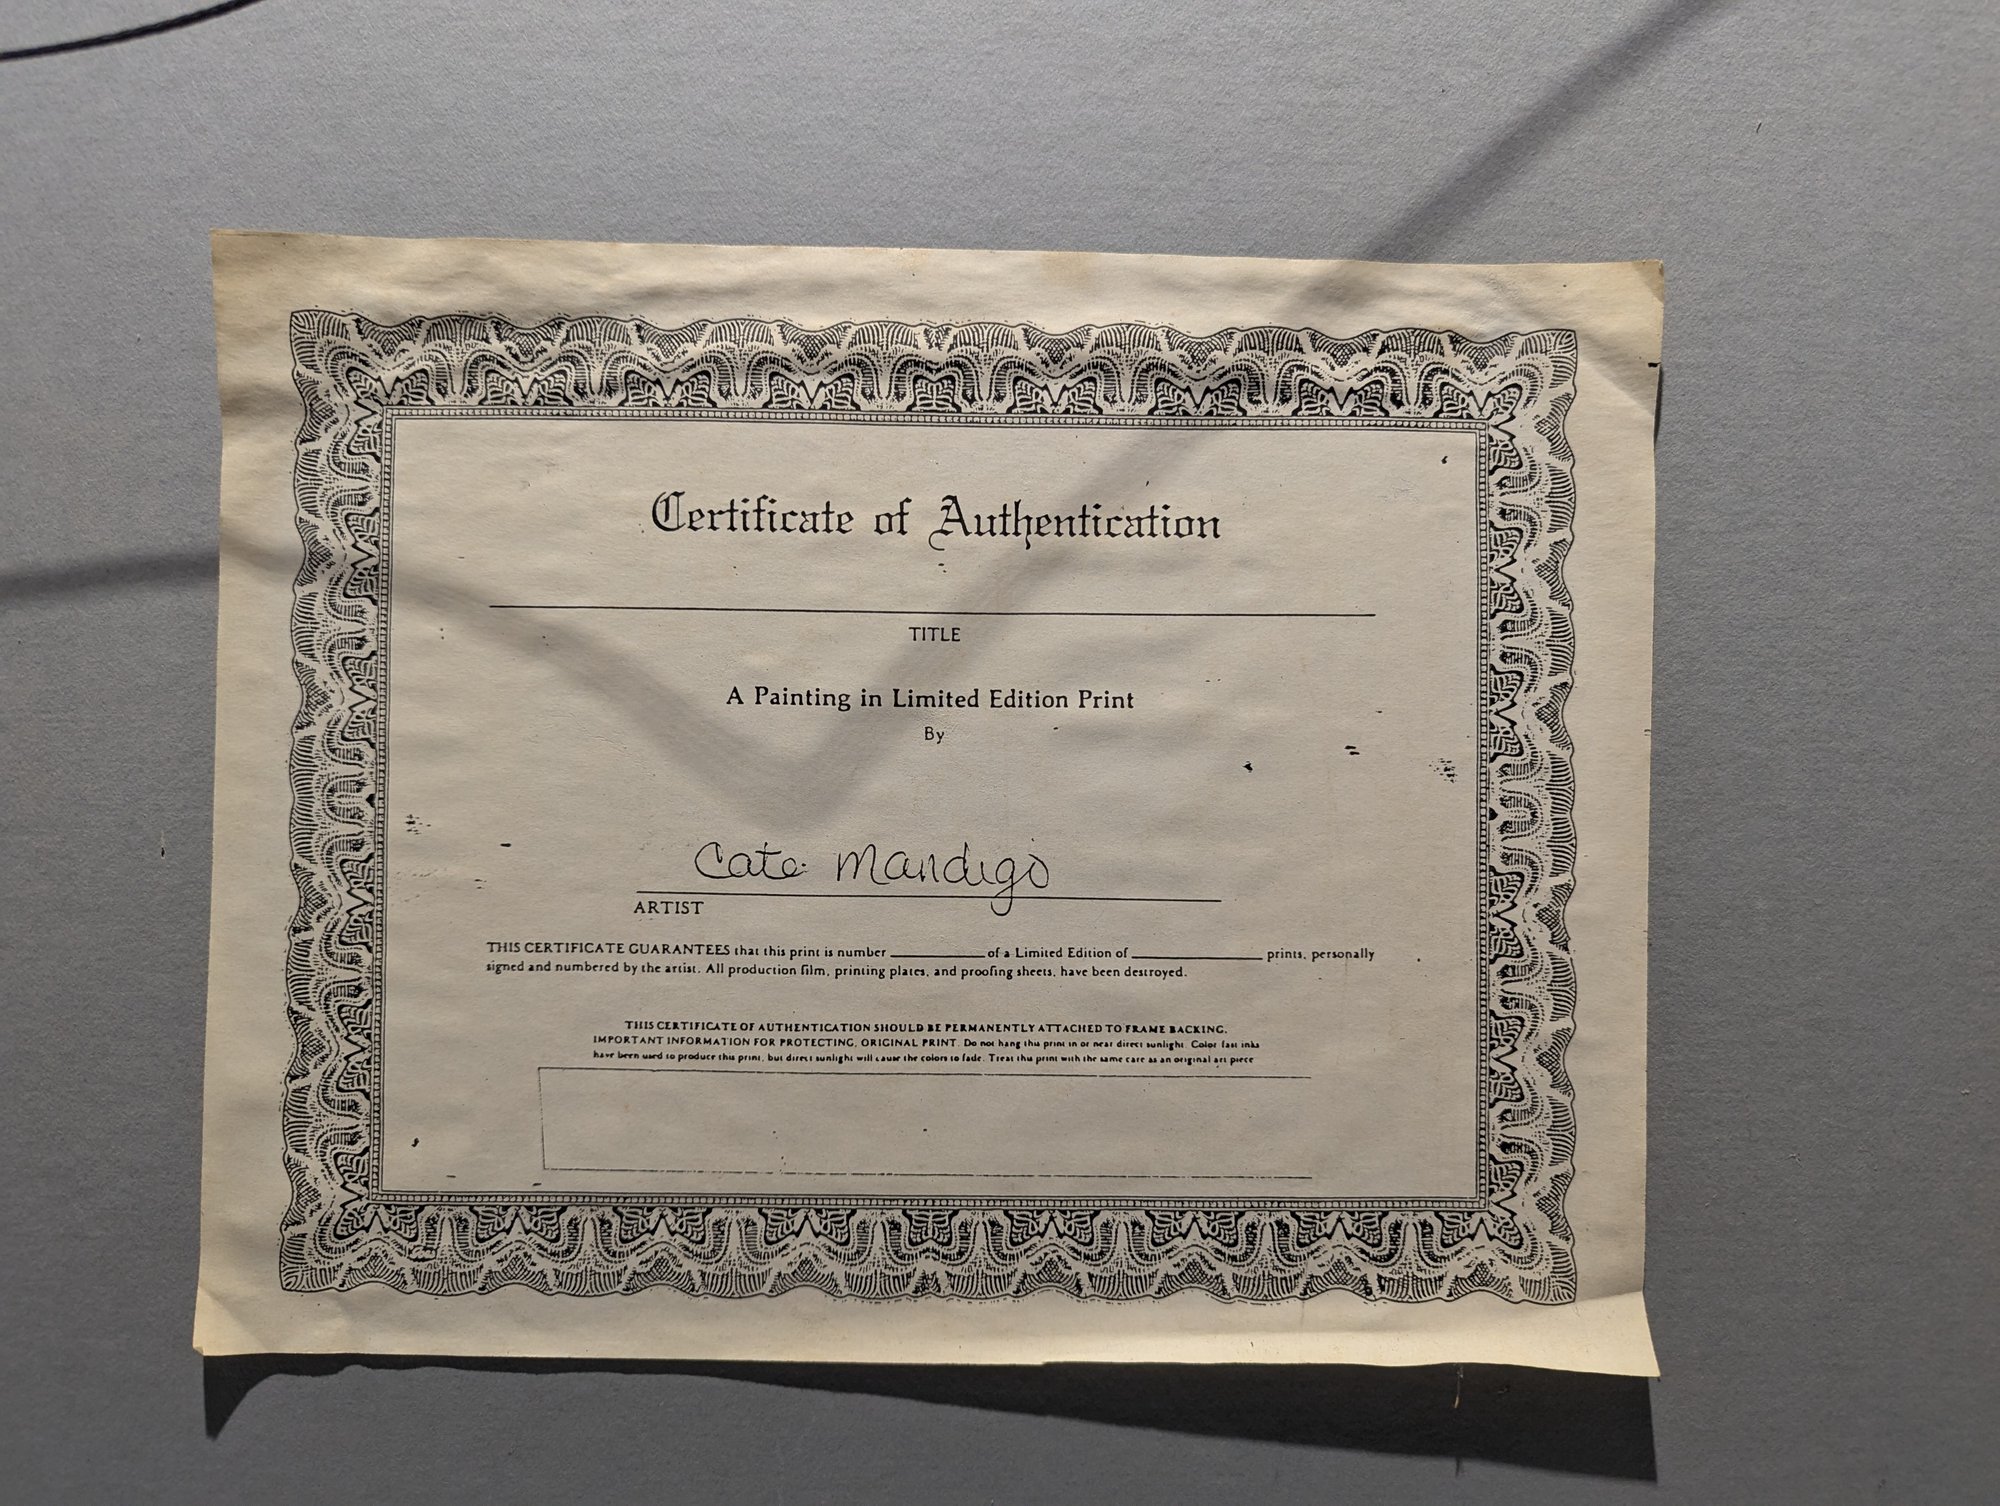 Certificate of Authentication
TITLE
A Painting in Limited Edition Print
By
Cate Mandigo
ARTIST
THIS CERTIFICATE GUARANTEES that this print is number __________ of a Limited Edition of ______________ prints, personally
signed and numbered by the artist. All production film, printing plates, and proofing sheets, have been destroyed.
THIS CERTIFICATE OF AUTHENTICATION SHOULD BE PERMANENTLY ATTACHED TO FRAME BACKING.
IMPORTANT INFORMATION FOR PROTECTING, ORIGINAL PRINT. Do not hang this print in or near direct sunlight. Color fast inks
have been used to produce this print, but direct sunlight will cause the colors to fade. Treat this print with the same care as an original art piece